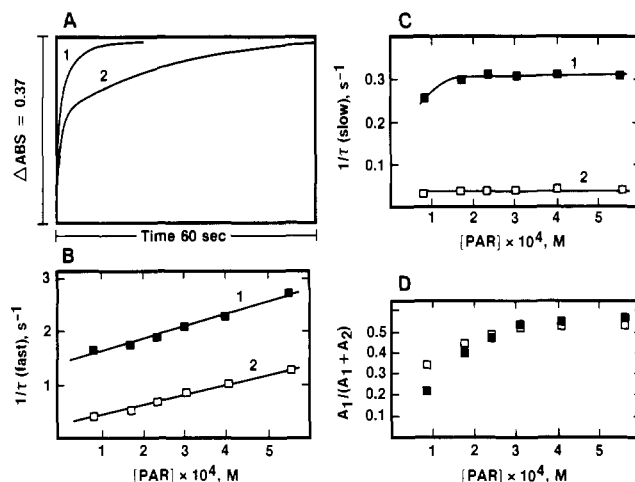 A
1
2
△ABS = 0.37
Time 60 sec
B
3
2
1
1/τ (fast), s⁻¹
1
2
1 2 3 4 5
[PAR] × 10⁴, M
C
0.3
0.2
0.1
1/τ (slow), s⁻¹
1
2
1 2 3 4 5
[PAR] × 10⁴, M
D
0.5
0.4
0.3
0.2
0.1
A₁/(A₁ + A₂)
1 2 3 4 5
[PAR] × 10⁴, M